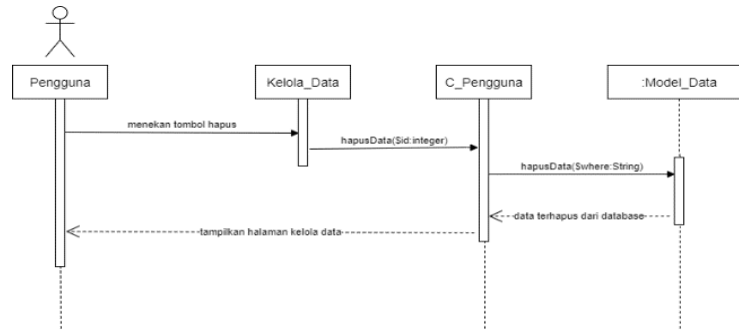 Pengguna
Kelola_Data
C_Pengguna
:Model_Data
menekan tombol hapus
hapusData($id:integer)
hapusData($where:String)
data terhapus dari database
tampilkan halaman kelola data